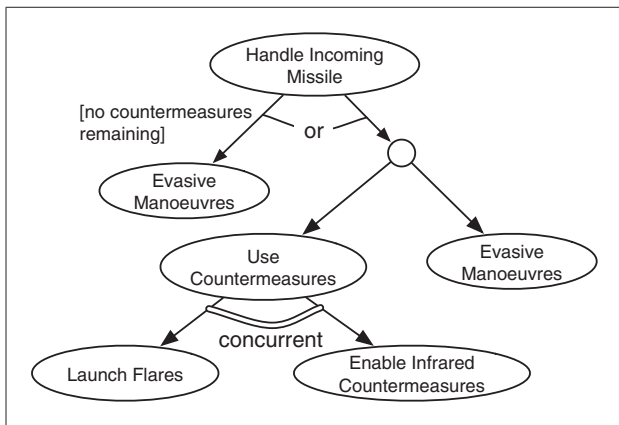 Handle Incoming
Missile
[no countermeasures
remaining]
or
Evasive
Manoeuvres
Use
Countermeasures
Evasive
Manoeuvres
concurrent
Launch Flares
Enable Infrared
Countermeasures